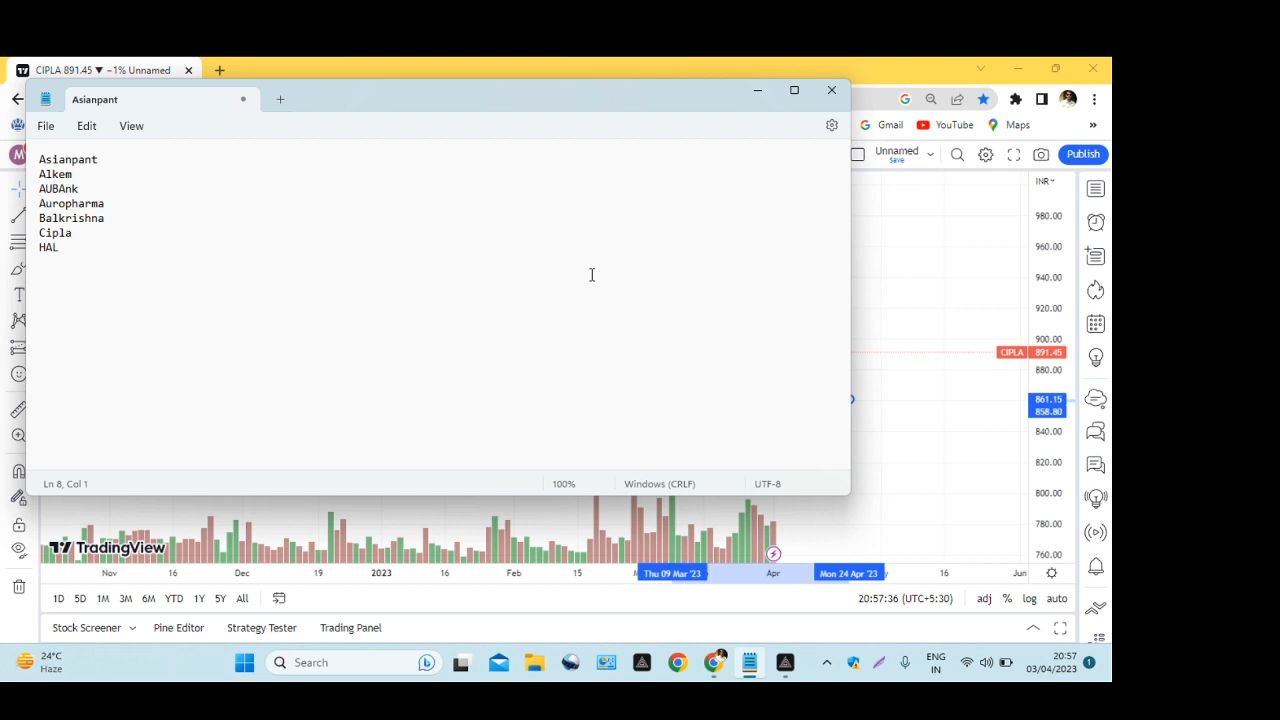 CIPLA 891.45 ▼ −1% Unnamed
Asianpant
File Edit View
Gmail YouTube Maps »
Unnamed
Save
Publish
Asianpant
Alkem
AUBAnk
Auropharma
Balkrishna
Cipla
HAL
INR
980.00
960.00
940.00
920.00
900.00
CIPLA 891.45
880.00
861.15
858.80
840.00
820.00
800.00
780.00
760.00
Ln 8, Col 1 100% Windows (CRLF) UTF-8
TradingView
Nov 16 Dec 19 2023 16 Feb 15 Thu 09 Mar '23 Apr Mon 24 Apr '23 16 Jun
1D 5D 1M 3M 6M YTD 1Y 5Y All 20:57:36 (UTC+5:30) adj % log auto
Stock Screener Pine Editor Strategy Tester Trading Panel
24°C
Haze
Search
ENG
IN
20:57
03/04/2023
1